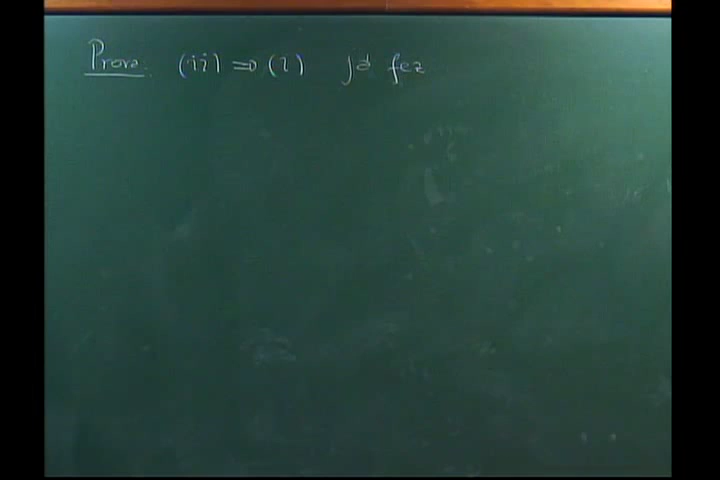 Prova: (ii) ⇒ (i) já fez